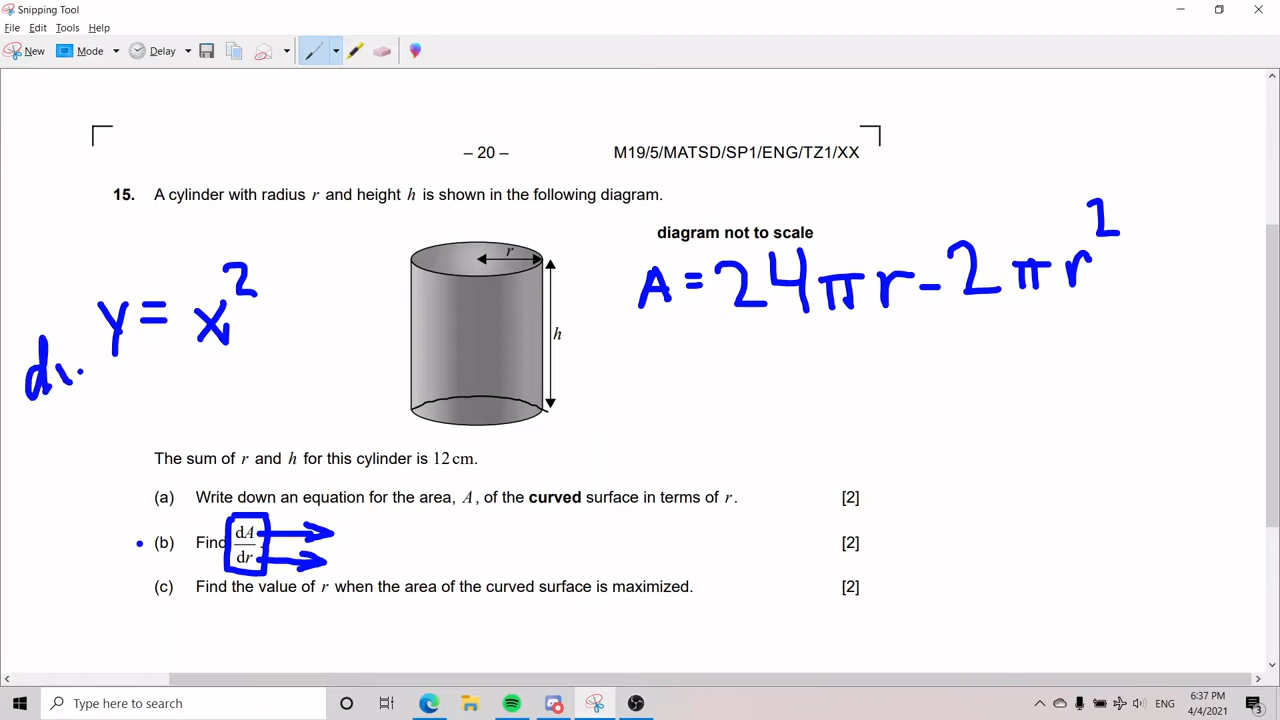 Snipping Tool
File Edit Tools Help
New Mode Delay
– 20 – M19/5/MATSD/SP1/ENG/TZ1/XX
15. A cylinder with radius r and height h is shown in the following diagram.
diagram not to scale
r
h
A = 24πr - 2πr²
y = x²
The sum of r and h for this cylinder is 12 cm.
(a) Write down an equation for the area, A, of the curved surface in terms of r. [2]
(b) Find dA/dr. [2]
(c) Find the value of r when the area of the curved surface is maximized. [2]
Type here to search
ENG
6:37 PM
4/4/2021
3